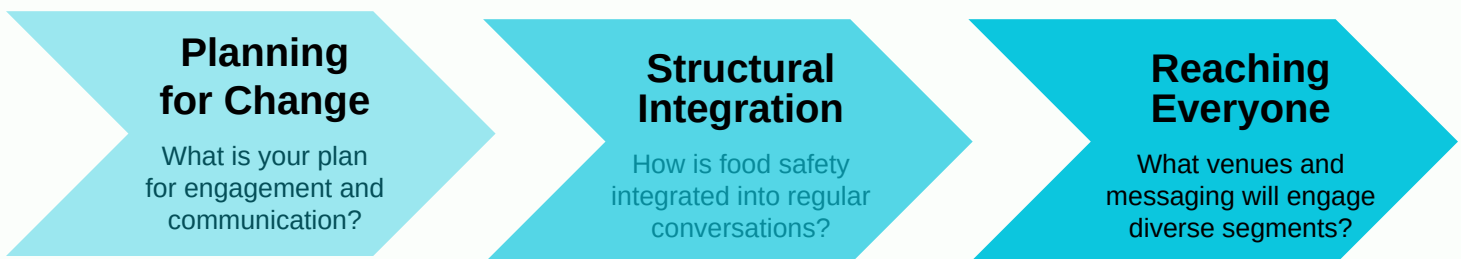 Planning
for Change
What is your plan
for engagement and
communication?
Structural
Integration
How is food safety
integrated into regular
conversations?
Reaching
Everyone
What venues and
messaging will engage
diverse segments?